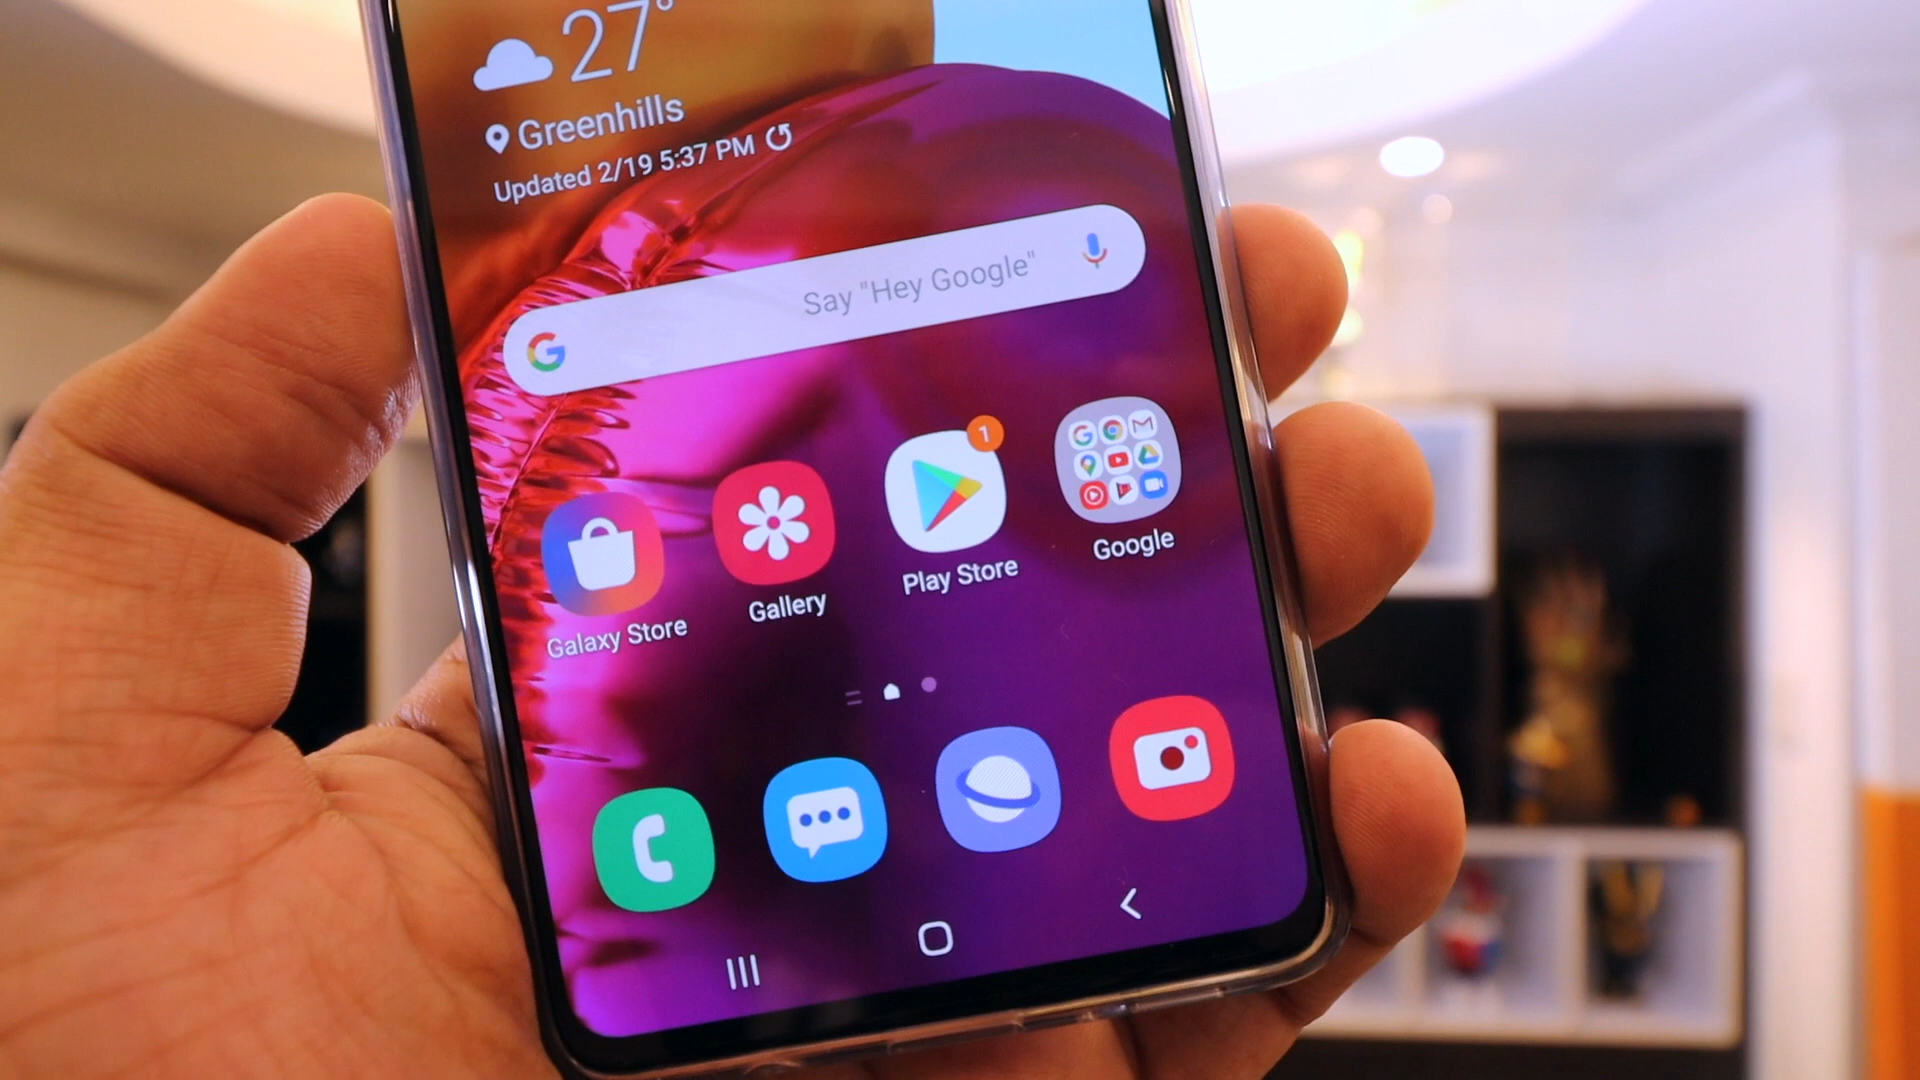 27°
Greenhills
Updated 2/19 5:37 PM
Say "Hey Google"
1
Galaxy Store
Gallery
Play Store
Google